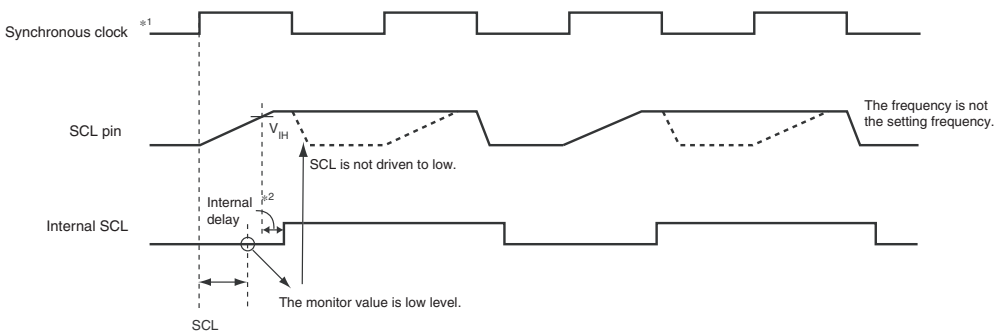 Synchronous clock *1
SCL pin
VIH
The frequency is not
the setting frequency.
SCL is not driven to low.
Internal SCL
Internal *2
delay
The monitor value is low level.
SCL